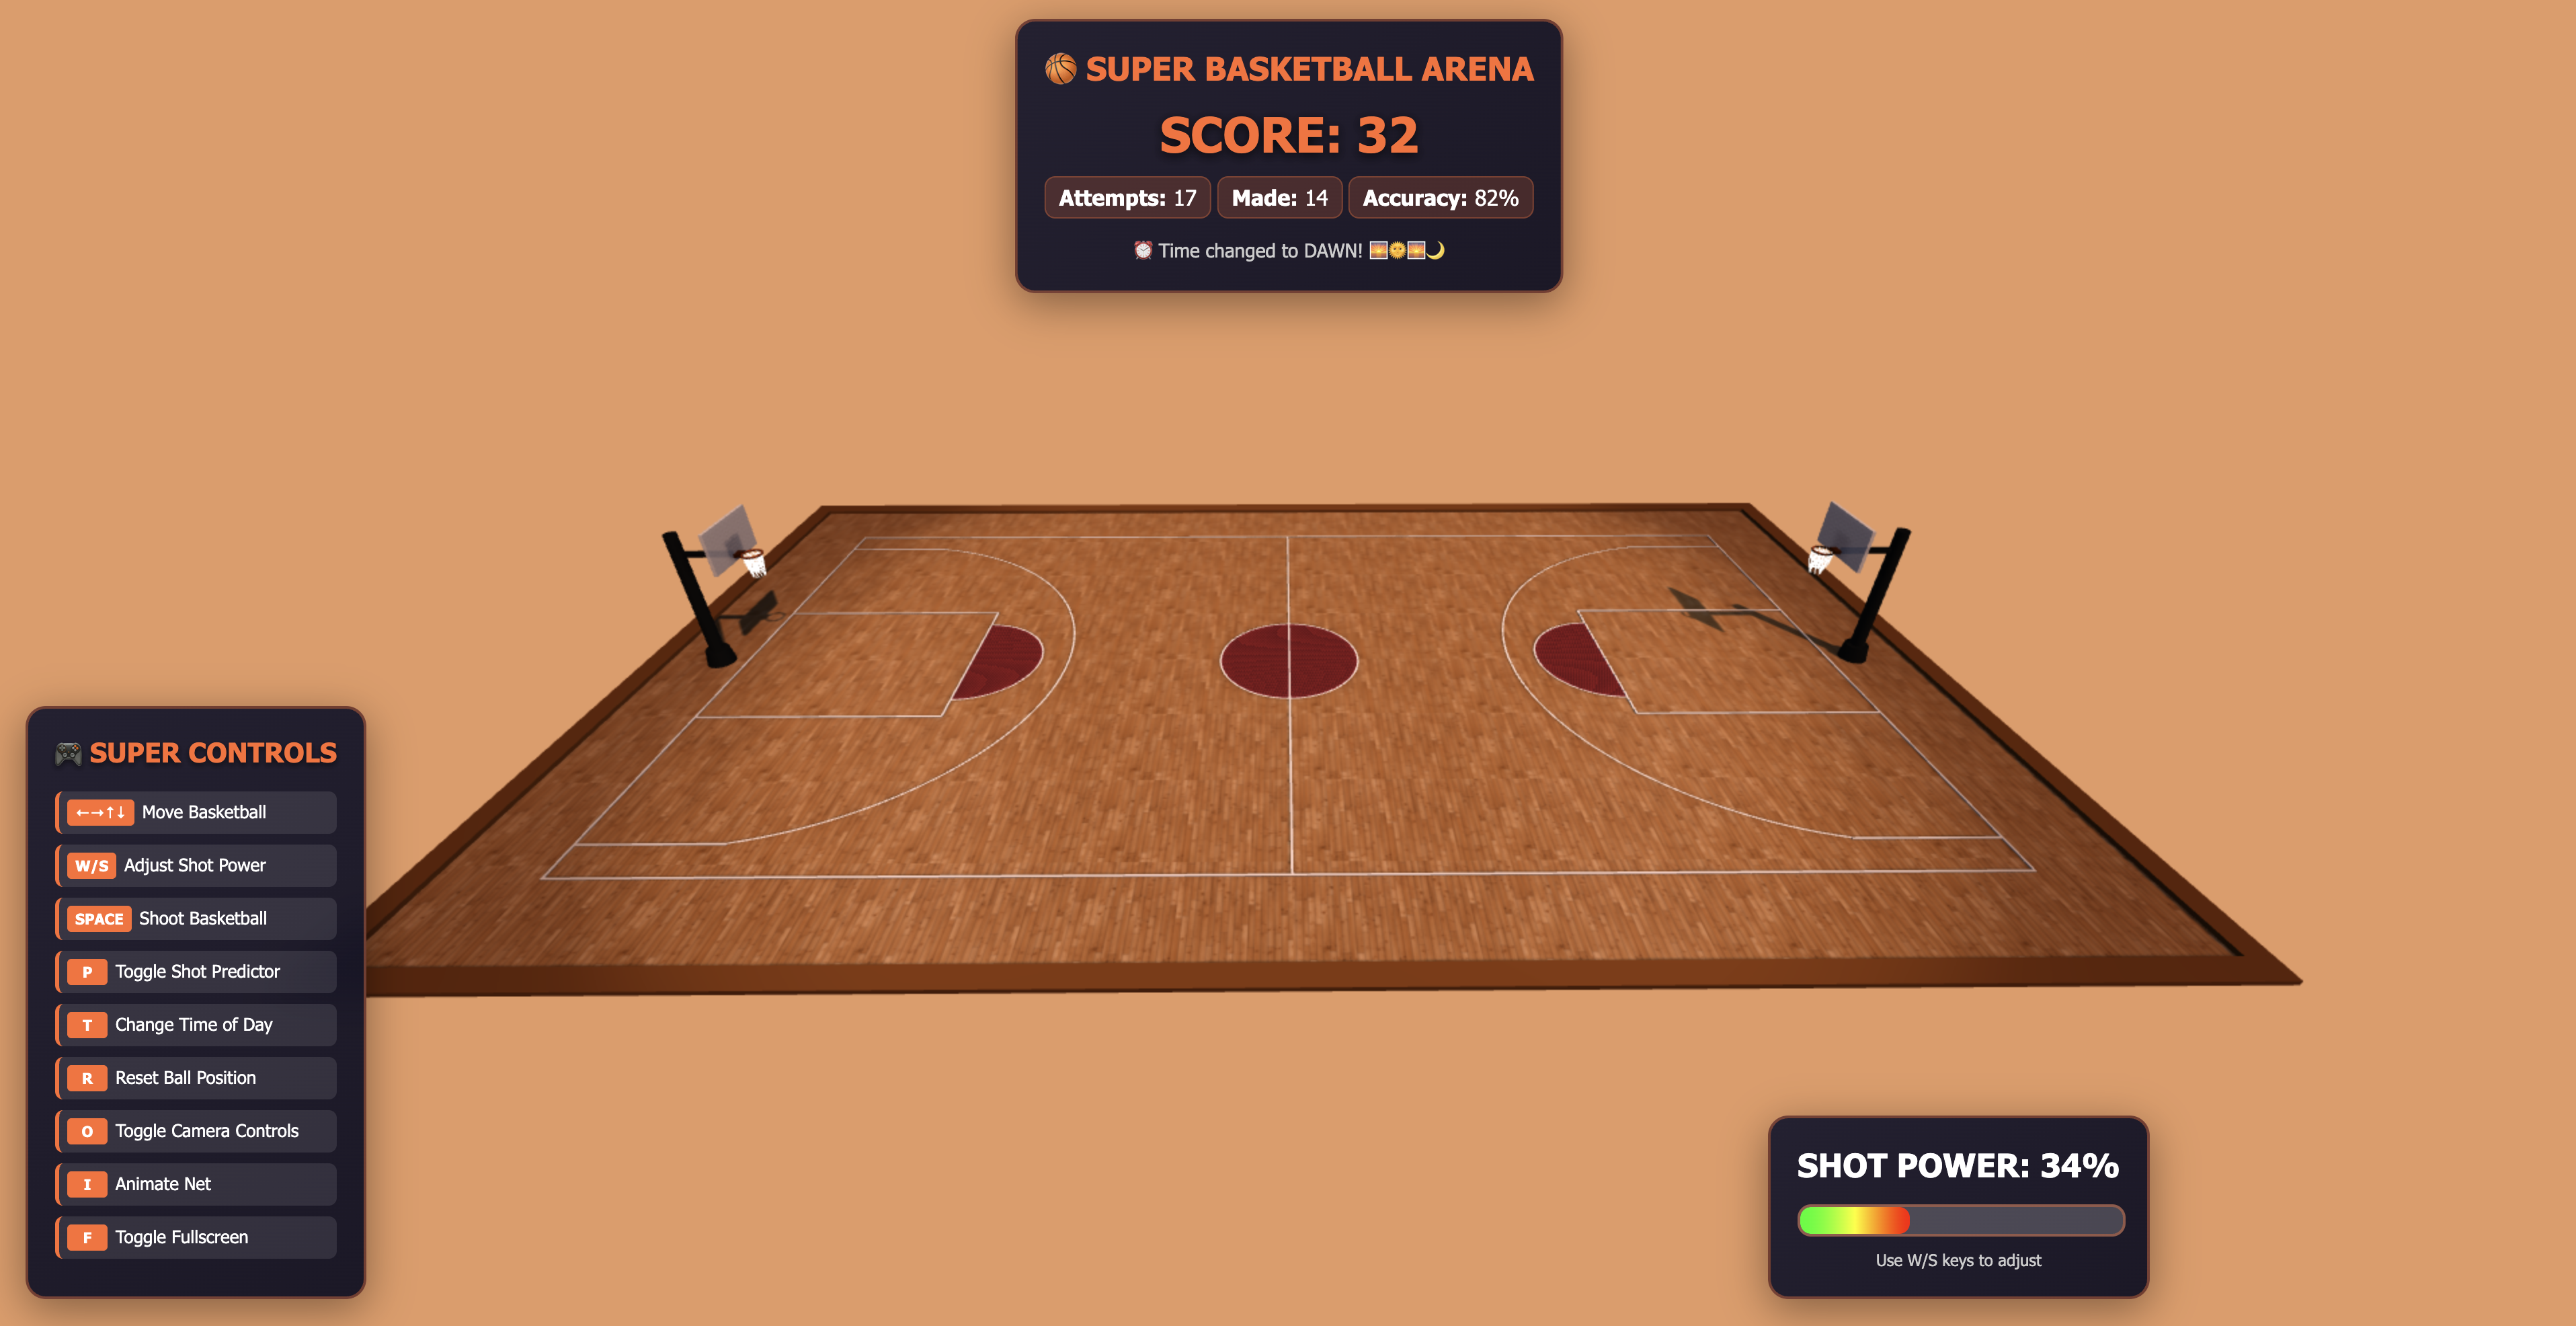 🏀 SUPER BASKETBALL ARENA
SCORE: 32
Attempts: 17 Made: 14 Accuracy: 82%
⏰ Time changed to DAWN! 🌅🌞🌅🌙
🎮 SUPER CONTROLS
←→↑↓ Move Basketball
W/S Adjust Shot Power
SPACE Shoot Basketball
P Toggle Shot Predictor
T Change Time of Day
R Reset Ball Position
O Toggle Camera Controls
I Animate Net
F Toggle Fullscreen
SHOT POWER: 34%
Use W/S keys to adjust